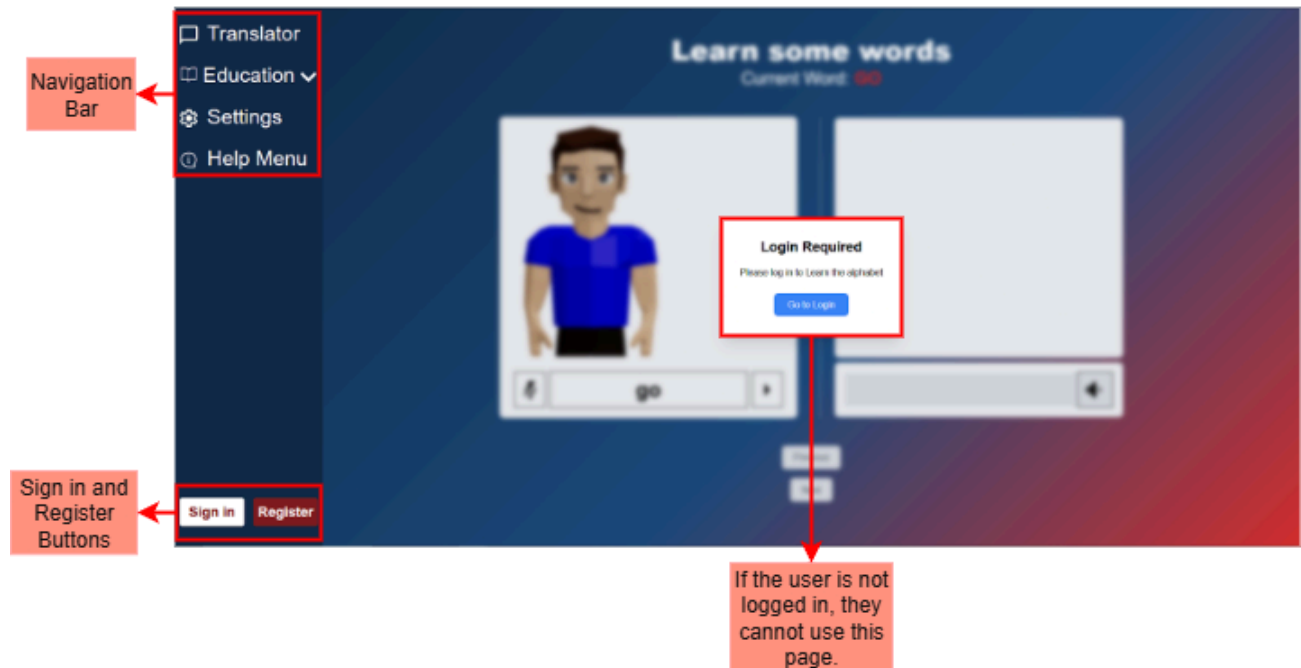 Translator
Education
Settings
Help Menu
Navigation
Bar
Learn some words
Current Word: GO
Login Required
Please log in to Learn the alphabet
Go to Login
go
Sign in
Register
Sign in and
Register
Buttons
If the user is not
logged in, they
cannot use this
page.